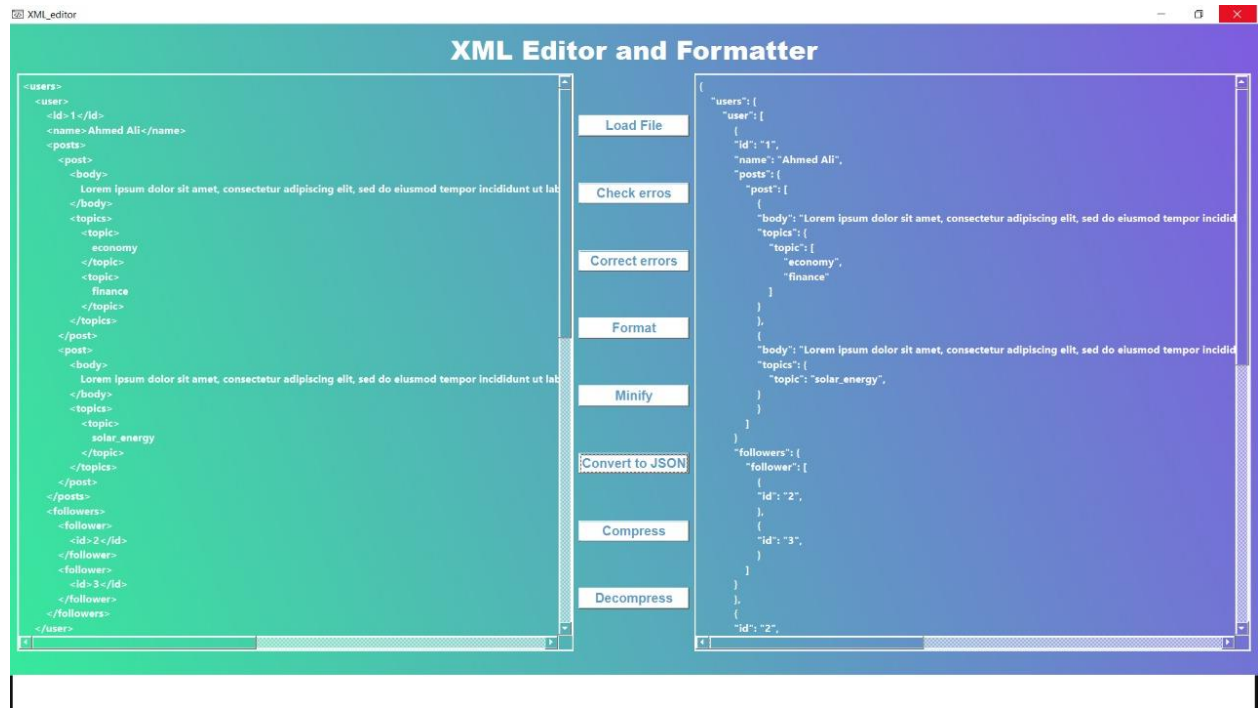 XML_editor
XML Editor and Formatter
<users>
<user>
<id>1</id>
<name>Ahmed Ali</name>
<posts>
<post>
<body>
Lorem ipsum dolor sit amet, consectetur adipiscing elit, sed do eiusmod tempor incididunt ut lab
</body>
<topics>
<topic>
economy
</topic>
<topic>
finance
</topic>
</topics>
</post>
<post>
<body>
Lorem ipsum dolor sit amet, consectetur adipiscing elit, sed do eiusmod tempor incididunt ut lab
</body>
<topics>
<topic>
solar_energy
</topic>
</topics>
</post>
</posts>
<followers>
<follower>
<id>2</id>
</follower>
<follower>
<id>3</id>
</follower>
</followers>
</user>
Load File
Check erros
Correct errors
Format
Minify
Convert to JSON
Compress
Decompress
{
"users": {
"user": [
{
"id": "1",
"name": "Ahmed Ali",
"posts": {
"post": [
{
"body": "Lorem ipsum dolor sit amet, consectetur adipiscing elit, sed do eiusmod tempor incidid
"topics": {
"topic": [
"economy",
"finance"
]
}
},
{
"body": "Lorem ipsum dolor sit amet, consectetur adipiscing elit, sed do eiusmod tempor incidid
"topics": {
"topic": "solar_energy",
}
}
]
}
"followers": {
"follower": [
{
"id": "2",
},
{
"id": "3",
}
]
}
},
{
"id": "2",